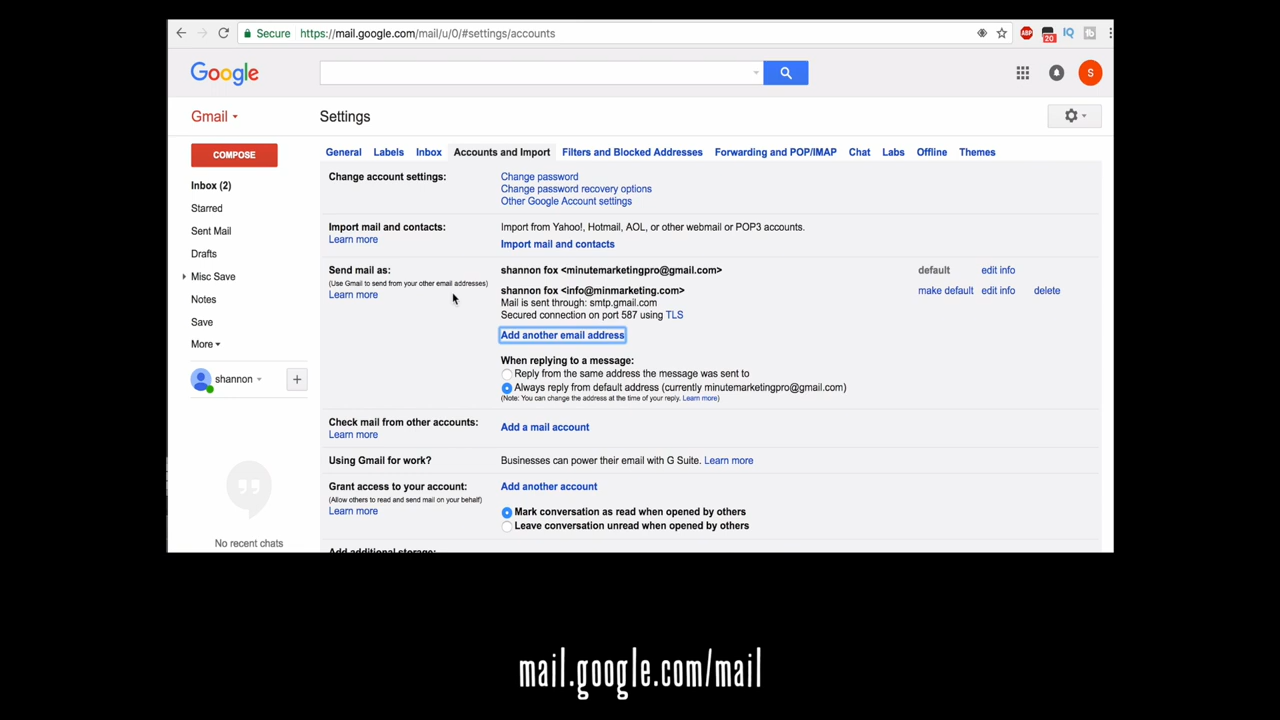 Secure https://mail.google.com/mail/u/0/#settings/accounts
ABP 20 IQ
Google
S
Gmail
Settings
COMPOSE
General Labels Inbox Accounts and Import Filters and Blocked Addresses Forwarding and POP/IMAP Chat Labs Offline Themes
Inbox (2)
Starred
Sent Mail
Drafts
Misc Save
Notes
Save
More
shannon
No recent chats
Change account settings:
Change password
Change password recovery options
Other Google Account settings
Import mail and contacts:
Learn more
Import from Yahoo!, Hotmail, AOL, or other webmail or POP3 accounts.
Import mail and contacts
Send mail as:
(Use Gmail to send from your other email addresses)
Learn more
shannon fox <minutemarketingpro@gmail.com> default edit info
shannon fox <info@minmarketing.com> make default edit info delete
Mail is sent through: smtp.gmail.com
Secured connection on port 587 using TLS
Add another email address
When replying to a message:
Reply from the same address the message was sent to
Always reply from default address (currently minutemarketingpro@gmail.com)
(Note: You can change the address at the time of your reply. Learn more)
Check mail from other accounts:
Learn more
Add a mail account
Using Gmail for work?
Businesses can power their email with G Suite. Learn more
Grant access to your account:
(Allow others to read and send mail on your behalf)
Learn more
Add another account
Mark conversation as read when opened by others
Leave conversation unread when opened by others
Add additional storage:
mail.google.com/mail